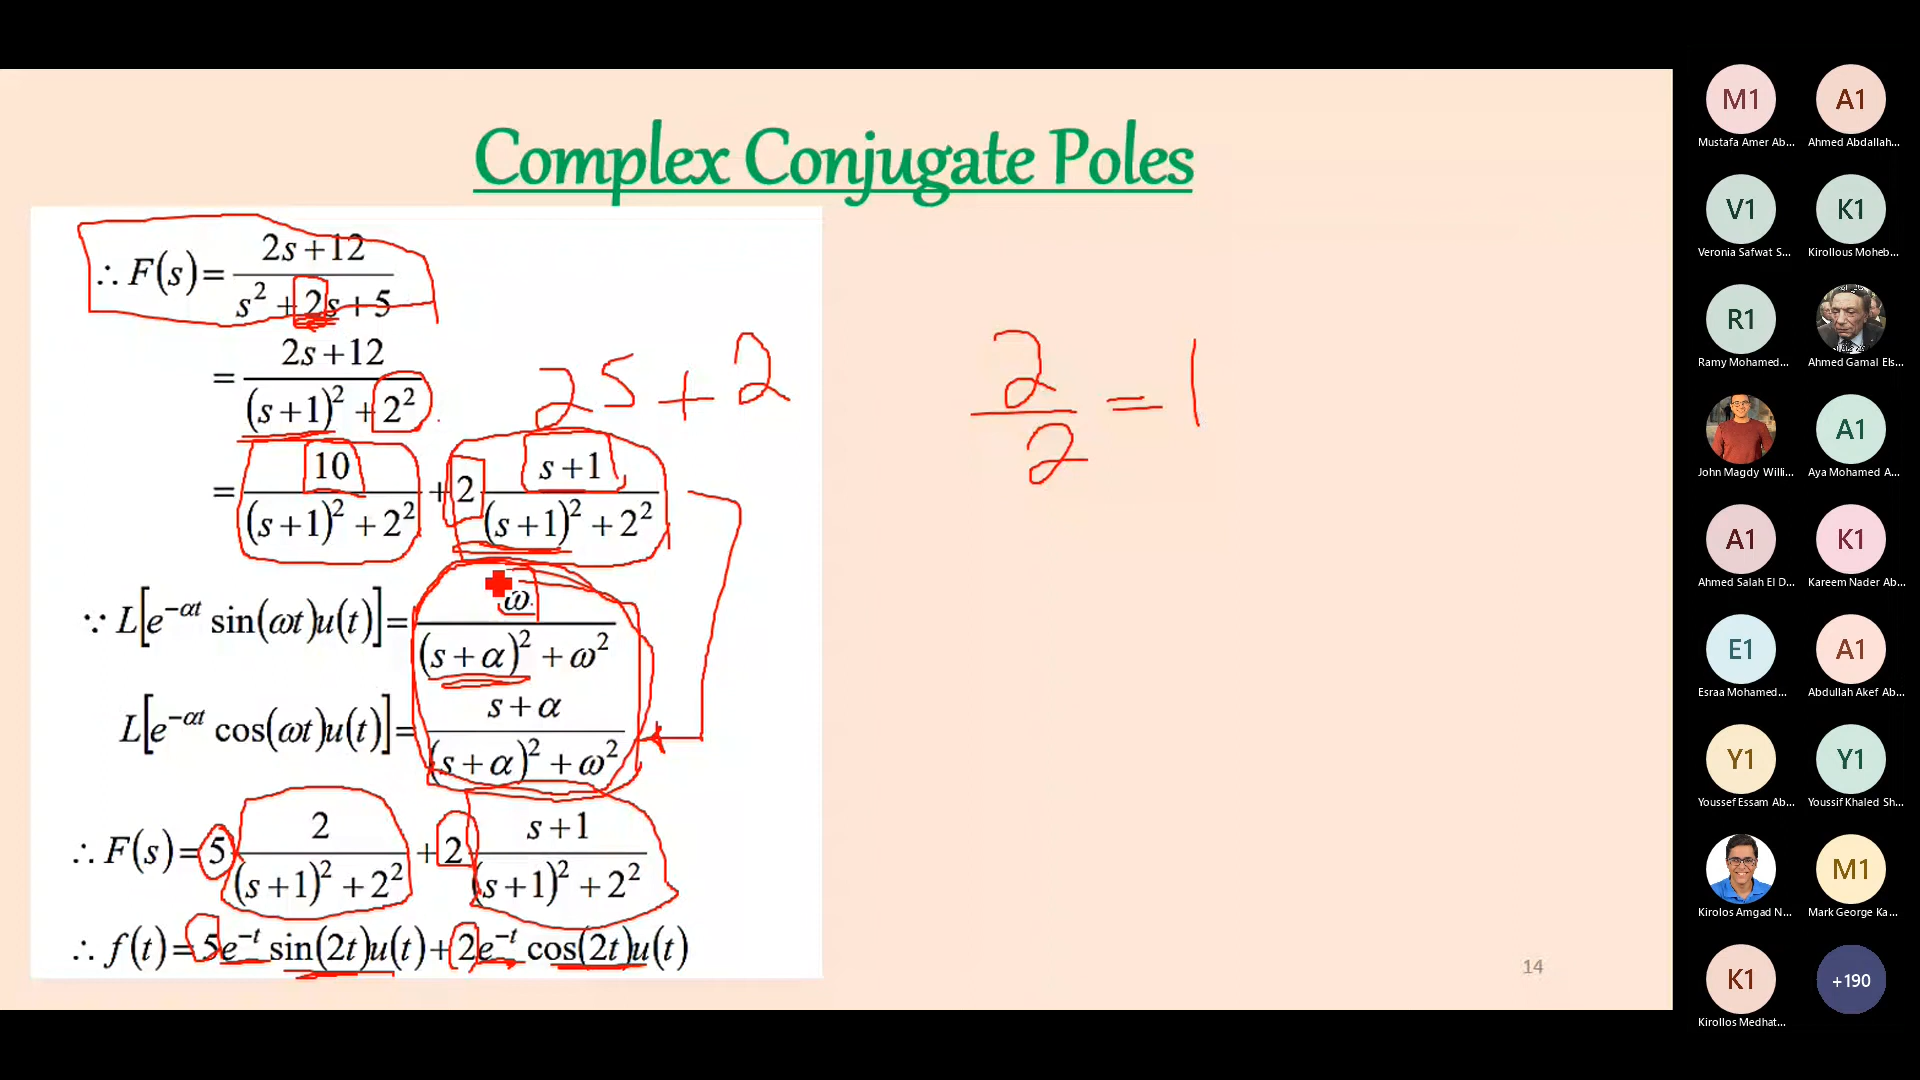 Complex Conjugate Poles
∴ F(s) = (2s+12)/(s² + 2s + 5)
= (2s+12)/((s+1)² + 2²)
2s + 2
2/2 = 1
= 10/((s+1)² + 2²) + 2 (s+1)/((s+1)² + 2²)
∵ L[e^(-αt) sin(ωt)u(t)] = ω/((s+α)² + ω²)
L[e^(-αt) cos(ωt)u(t)] = (s+α)/((s+α)² + ω²)
∴ F(s) = 5 2/((s+1)² + 2²) + 2 (s+1)/((s+1)² + 2²)
∴ f(t) = 5e^(-t) sin(2t)u(t) + 2e^(-t) cos(2t)u(t)
14
M1 A1
Mustafa Amer Ab... Ahmed Abdallah...
V1 K1
Veronia Safwat S... Kirollous Moheb...
R1
Ramy Mohamed... Ahmed Gamal Els...
A1
John Magdy Willi... Aya Mohamed A...
A1 K1
Ahmed Salah El D... Kareem Nader Ab...
E1 A1
Esraa Mohamed... Abdullah Akef Ab...
Y1 Y1
Youssef Essam Ab... Youssif Khaled Sh...
M1
Kirolos Amgad N... Mark George Ka...
K1 +190
Kirollos Medhat...